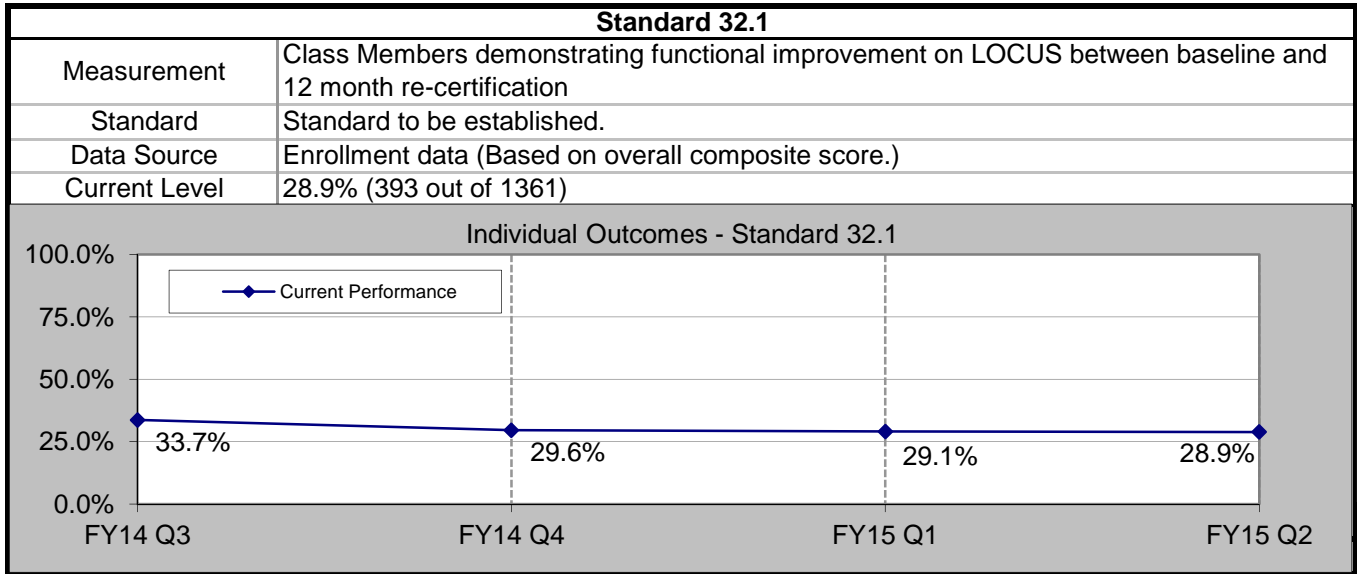 Standard 32.1
Measurement
Class Members demonstrating functional improvement on LOCUS between baseline and
12 month re-certification
Standard
Standard to be established.
Data Source
Enrollment data (Based on overall composite score.)
Current Level
28.9% (393 out of 1361)
Individual Outcomes - Standard 32.1
100.0%
75.0%
50.0%
25.0%
0.0%
Current Performance
33.7%
29.6%
29.1%
28.9%
FY14 Q3
FY14 Q4
FY15 Q1
FY15 Q2